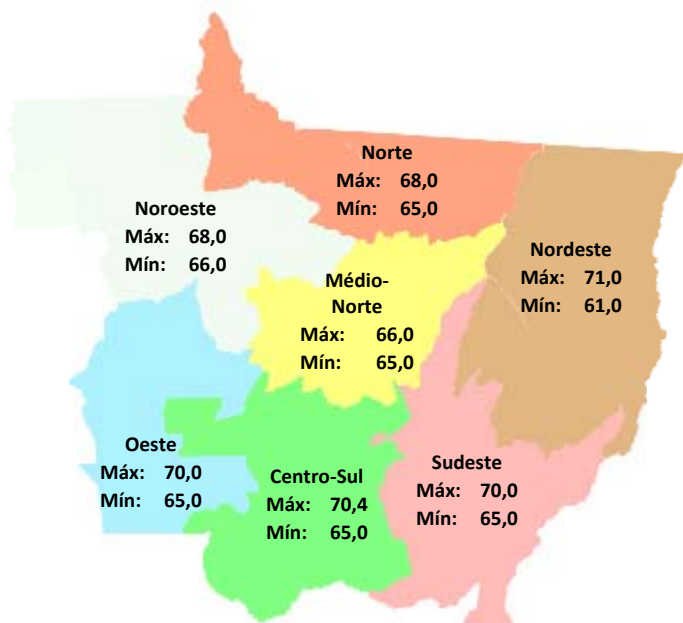 Norte
Máx: 68,0
Mín: 65,0
Noroeste
Máx: 68,0
Mín: 66,0
Nordeste
Máx: 71,0
Mín: 61,0
Médio-
Norte
Máx: 66,0
Mín: 65,0
Oeste
Máx: 70,0
Mín: 65,0
Centro-Sul
Máx: 70,4
Mín: 65,0
Sudeste
Máx: 70,0
Mín: 65,0